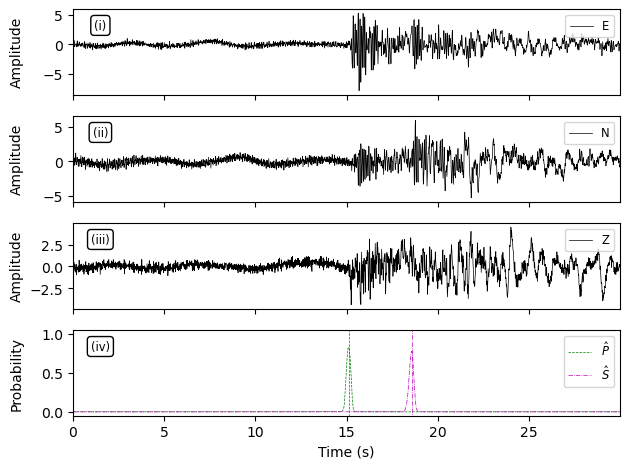 Amplitude
5
0
−5
(i)
E
Amplitude
5
0
−5
(ii)
N
Amplitude
2.5
0.0
−2.5
(iii)
Z
Probability
1.0
0.5
0.0
(iv)
P̂
Ŝ
0 5 10 15 20 25
Time (s)